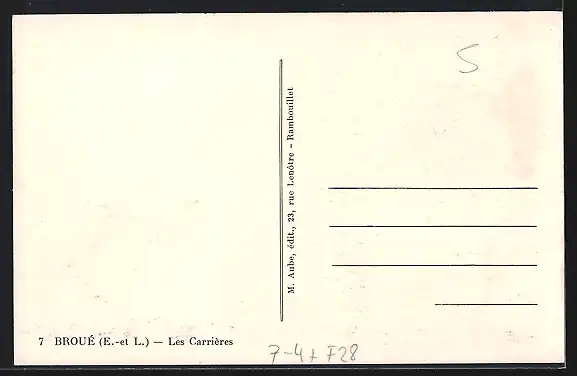 5
M. Aube, édit., 23, rue Lenôtre - Rambouillet
7 BROUÉ (E.-et L.) — Les Carrières
7-4+ F28